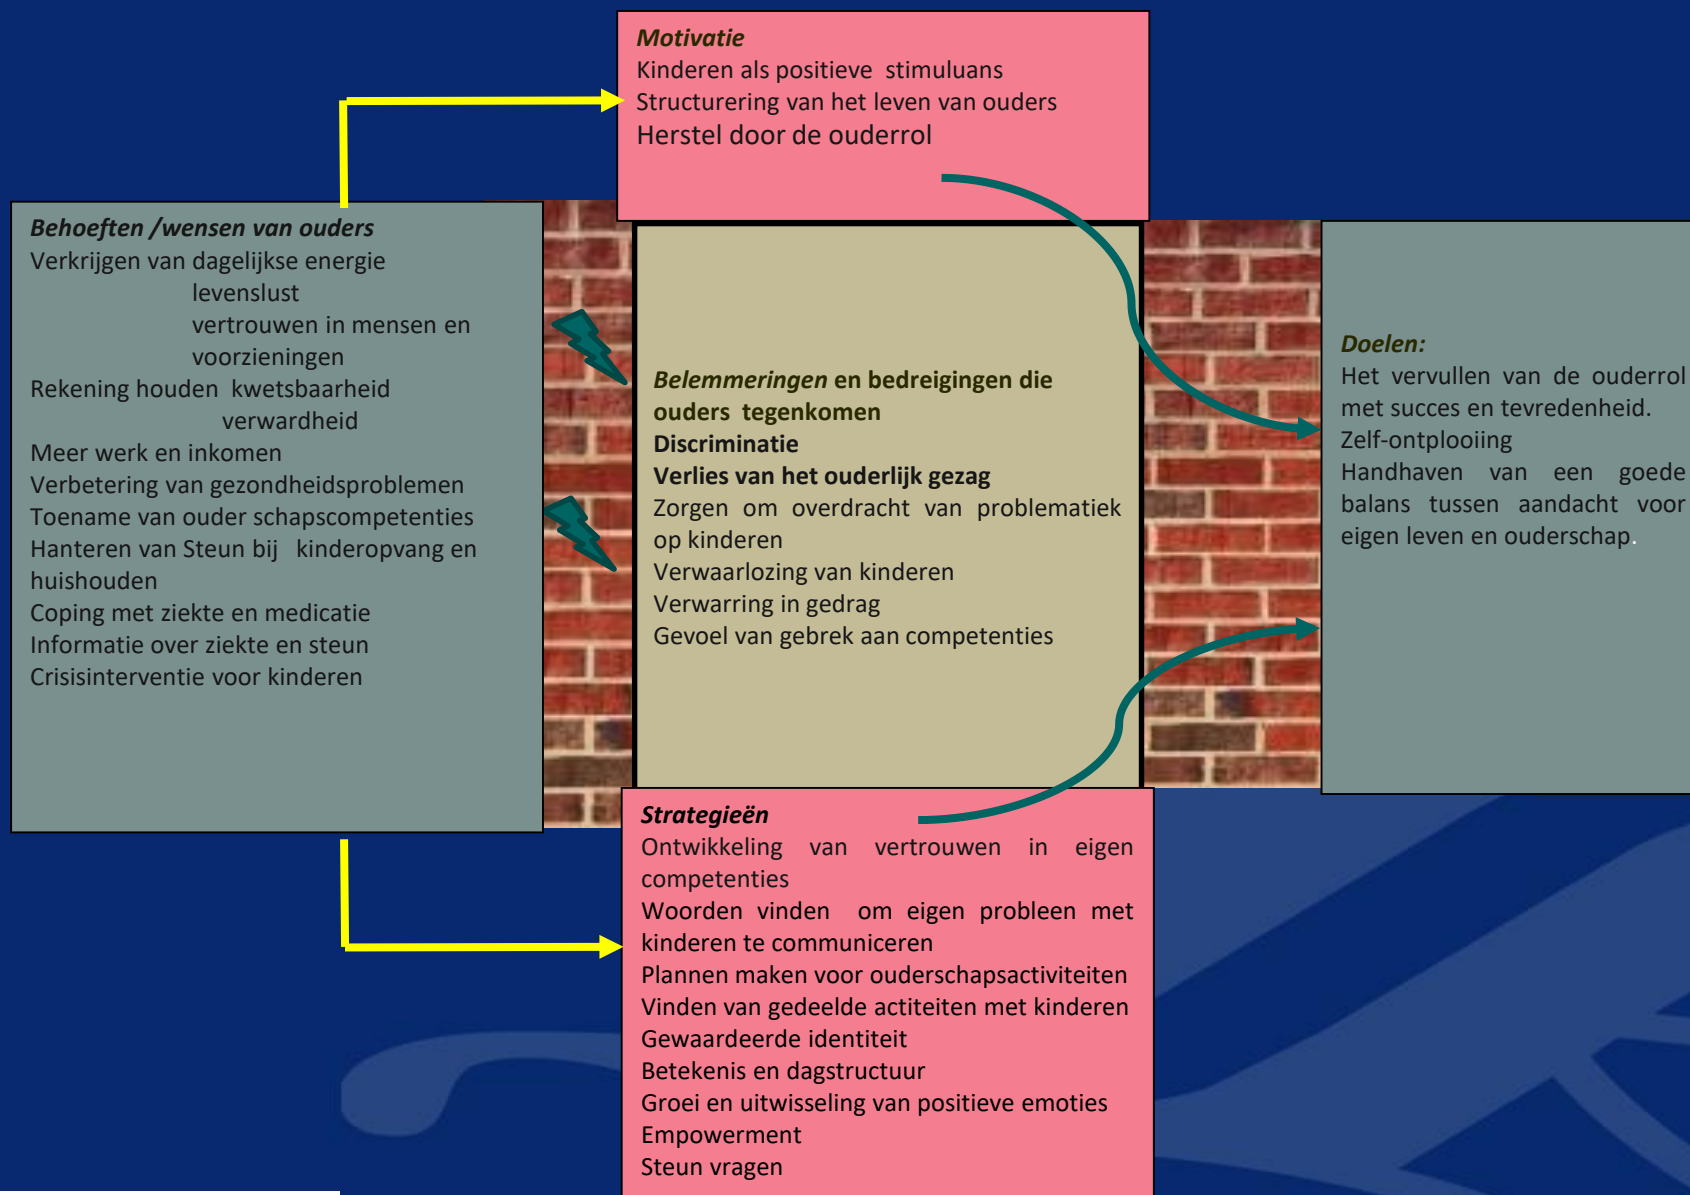 Motivatie
Kinderen als positieve stimuluans
Structurering van het leven van ouders
Herstel door de ouderrol
Behoeften /wensen van ouders
Verkrijgen van dagelijkse energie
levenslust
vertrouwen in mensen en
voorzieningen
Rekening houden kwetsbaarheid
verwardheid
Meer werk en inkomen
Verbetering van gezondheidsproblemen
Toename van ouder schapscompetenties
Hanteren van Steun bij kinderopvang en
huishouden
Coping met ziekte en medicatie
Informatie over ziekte en steun
Crisisinterventie voor kinderen
Belemmeringen en bedreigingen die
ouders tegenkomen
Discriminatie
Verlies van het ouderlijk gezag
Zorgen om overdracht van problematiek
op kinderen
Verwaarlozing van kinderen
Verwarring in gedrag
Gevoel van gebrek aan competenties
Doelen:
Het vervullen van de ouderrol
met succes en tevredenheid.
Zelf-ontplooiing
Handhaven van een goede
balans tussen aandacht voor
eigen leven en ouderschap.
Strategieën
Ontwikkeling van vertrouwen in eigen
competenties
Woorden vinden om eigen probleen met
kinderen te communiceren
Plannen maken voor ouderschapsactiviteiten
Vinden van gedeelde actiteiten met kinderen
Gewaardeerde identiteit
Betekenis en dagstructuur
Groei en uitwisseling van positieve emoties
Empowerment
Steun vragen